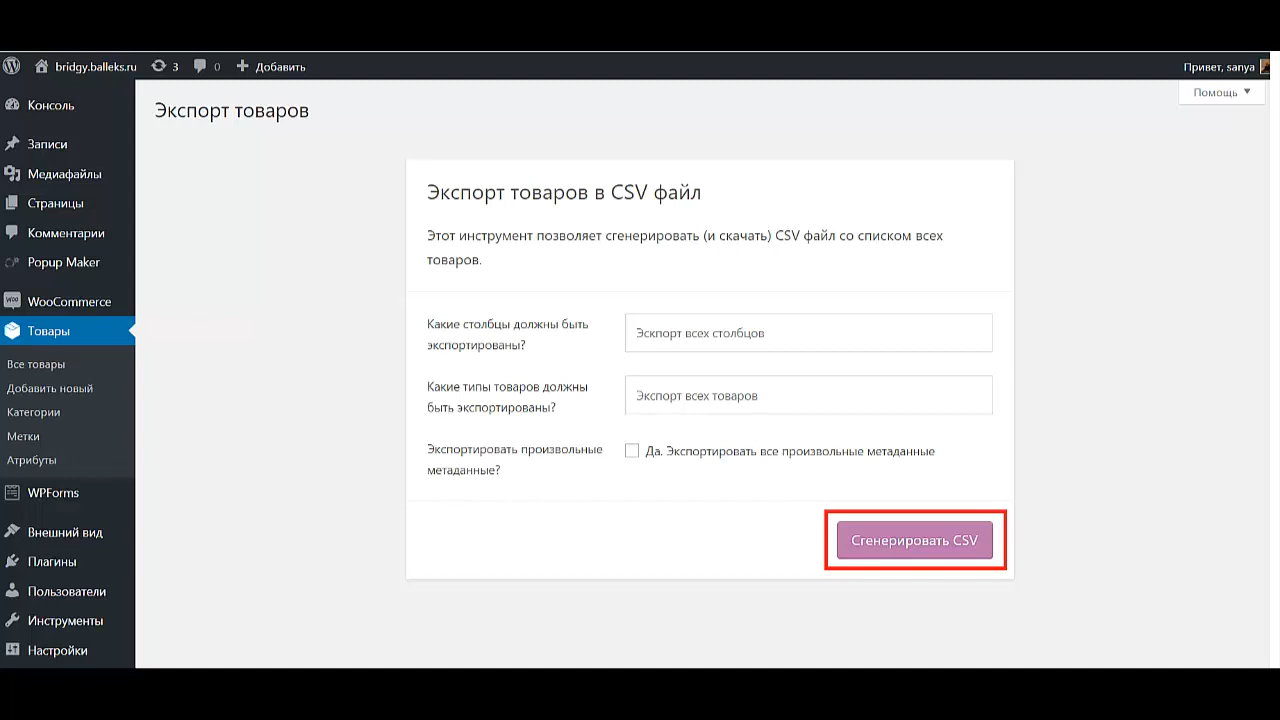 bridgy.balleks.ru 3 0 Добавить Привет, sanya
Помощь
Консоль
Записи
Медиафайлы
Страницы
Комментарии
Popup Maker
WooCommerce
Товары
Все товары
Добавить новый
Категории
Метки
Атрибуты
WPForms
Внешний вид
Плагины
Пользователи
Инструменты
Настройки
Экспорт товаров
Экспорт товаров в CSV файл
Этот инструмент позволяет сгенерировать (и скачать) CSV файл со списком всех
товаров.
Какие столбцы должны быть
экспортированы?
Эскпорт всех столбцов
Какие типы товаров должны
быть экспортированы?
Экспорт всех товаров
Экспортировать произвольные
метаданные?
Да. Экспортировать все произвольные метаданные
Сгенерировать CSV